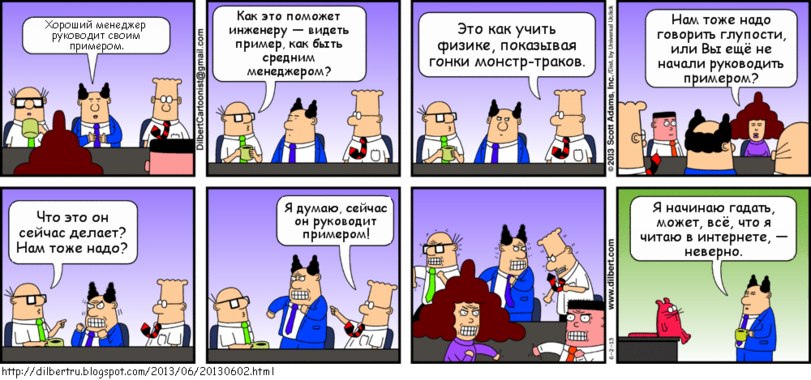 Хороший менеджер
руководит своим
примером.
Как это поможет
инженеру — видеть
пример, как быть
средним
менеджером?
DilbertCartoonist@gmail.com
Это как учить
физике, показывая
гонки монстр-траков.
©2013 Scott Adams, Inc. /Dist. by Universal Uclick
Нам тоже надо
говорить глупости,
или Вы ещё не
начали руководить
примером?
Что это он
сейчас делает?
Нам тоже надо?
Я думаю, сейчас
он руководит
примером!
6-2-13
www.dilbert.com
Я начинаю гадать,
может, всё, что я
читаю в интернете, —
неверно.
http://dilbertru.blogspot.com/2013/06/20130602.html